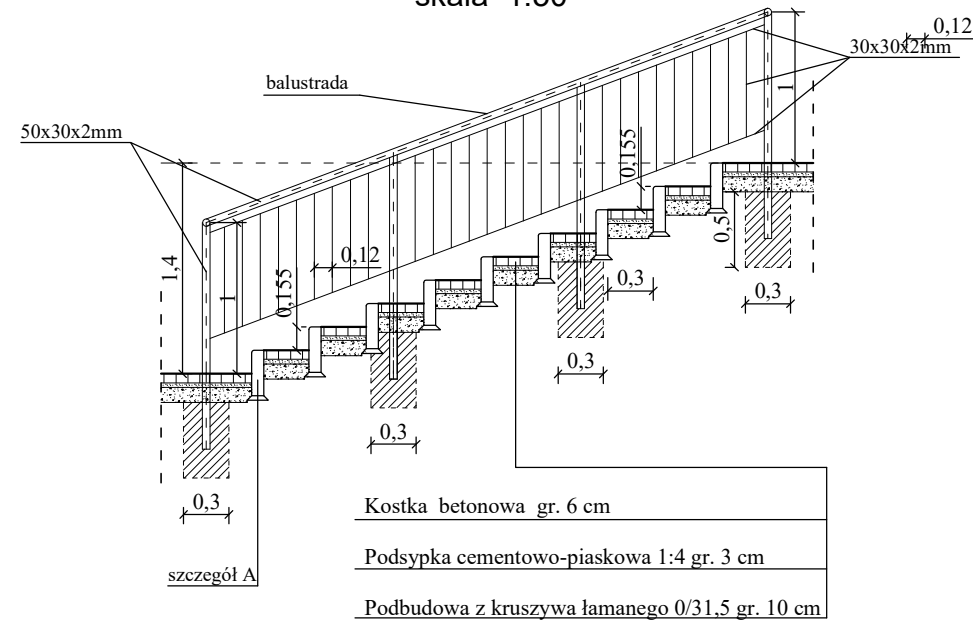 skala 1:50
0,12
30x30x2mm
balustrada
1
50x30x2mm
0,155
0,5
1,4
1
0,12
0,155
0,3
0,3
0,3
0,3
0,3
Kostka betonowa gr. 6 cm
Podsypka cementowo-piaskowa 1:4 gr. 3 cm
szczegół A
Podbudowa z kruszywa łamanego 0/31,5 gr. 10 cm